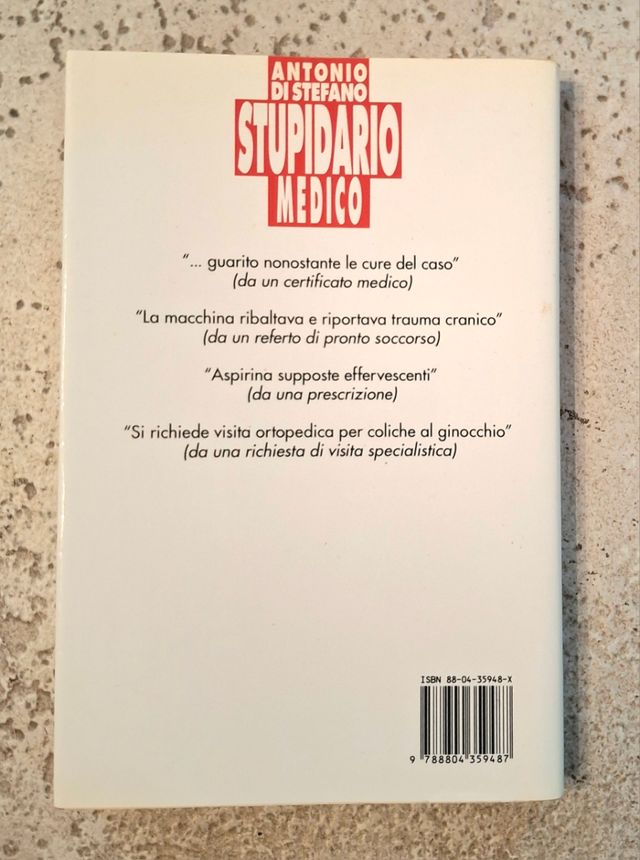 ANTONIO
DI STEFANO
STUPIDARIO
MEDICO
"... guarito nonostante le cure del caso"
(da un certificato medico)
"La macchina ribaltava e riportava trauma cranico"
(da un referto di pronto soccorso)
"Aspirina supposte effervescenti"
(da una prescrizione)
"Si richiede visita ortopedica per coliche al ginocchio"
(da una richiesta di visita specialistica)
ISBN 88-04-35948-X
9 788804 359487